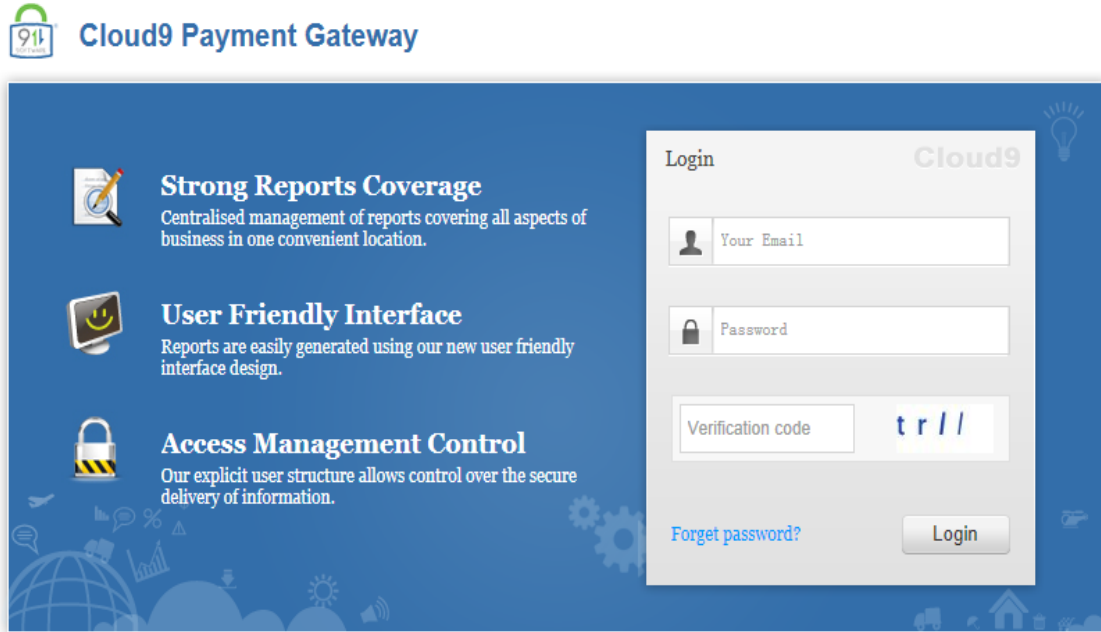 Cloud9 Payment Gateway
Strong Reports Coverage
Centralised management of reports covering all aspects of
business in one convenient location.
User Friendly Interface
Reports are easily generated using our new user friendly
interface design.
Access Management Control
Our explicit user structure allows control over the secure
delivery of information.
Login
Cloud9
Your Email
Password
Verification code
t r l l
Forget password?
Login